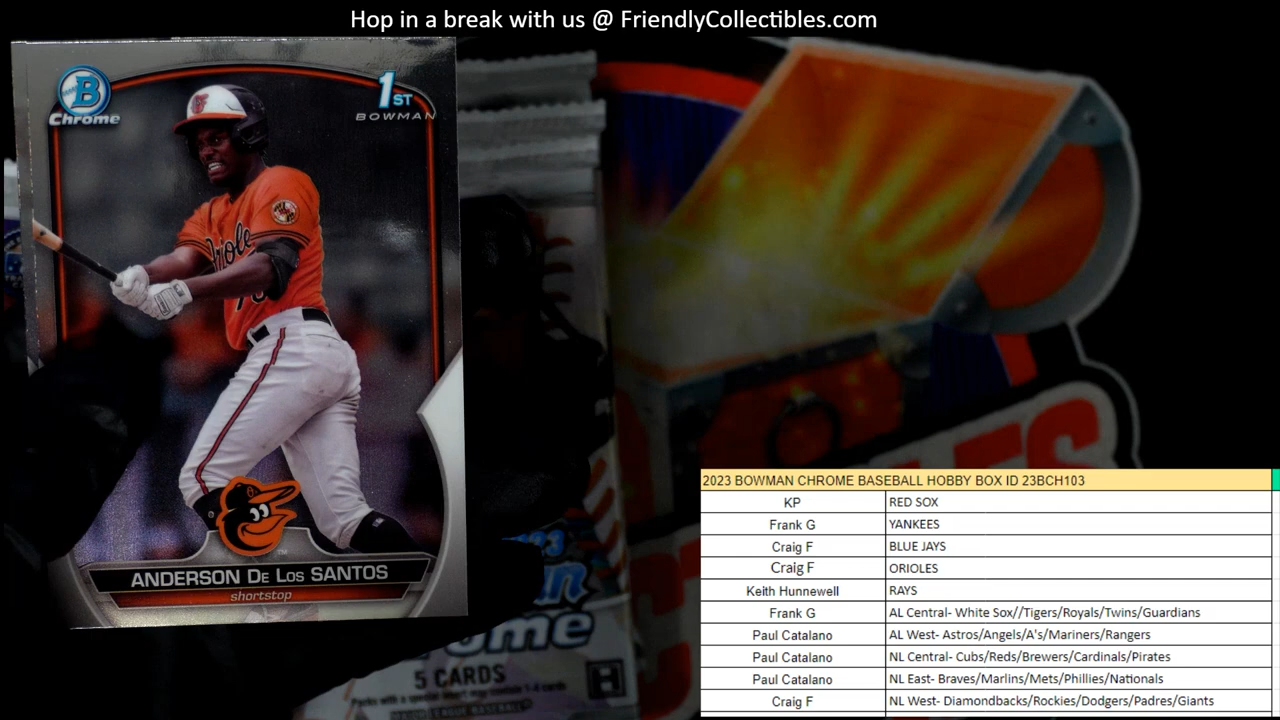 Hop in a break with us @ FriendlyCollectibles.com
B
Chrome
1ST
BOWMAN
ANDERSON De Los SANTOS
shortstop
5 CARDS
2023 BOWMAN CHROME BASEBALL HOBBY BOX ID 23BCH103
KP RED SOX
Frank G YANKEES
Craig F BLUE JAYS
Craig F ORIOLES
Keith Hunnewell RAYS
Frank G AL Central- White Sox//Tigers/Royals/Twins/Guardians
Paul Catalano AL West- Astros/Angels/A's/Mariners/Rangers
Paul Catalano NL Central- Cubs/Reds/Brewers/Cardinals/Pirates
Paul Catalano NL East- Braves/Marlins/Mets/Phillies/Nationals
Craig F NL West- Diamondbacks/Rockies/Dodgers/Padres/Giants